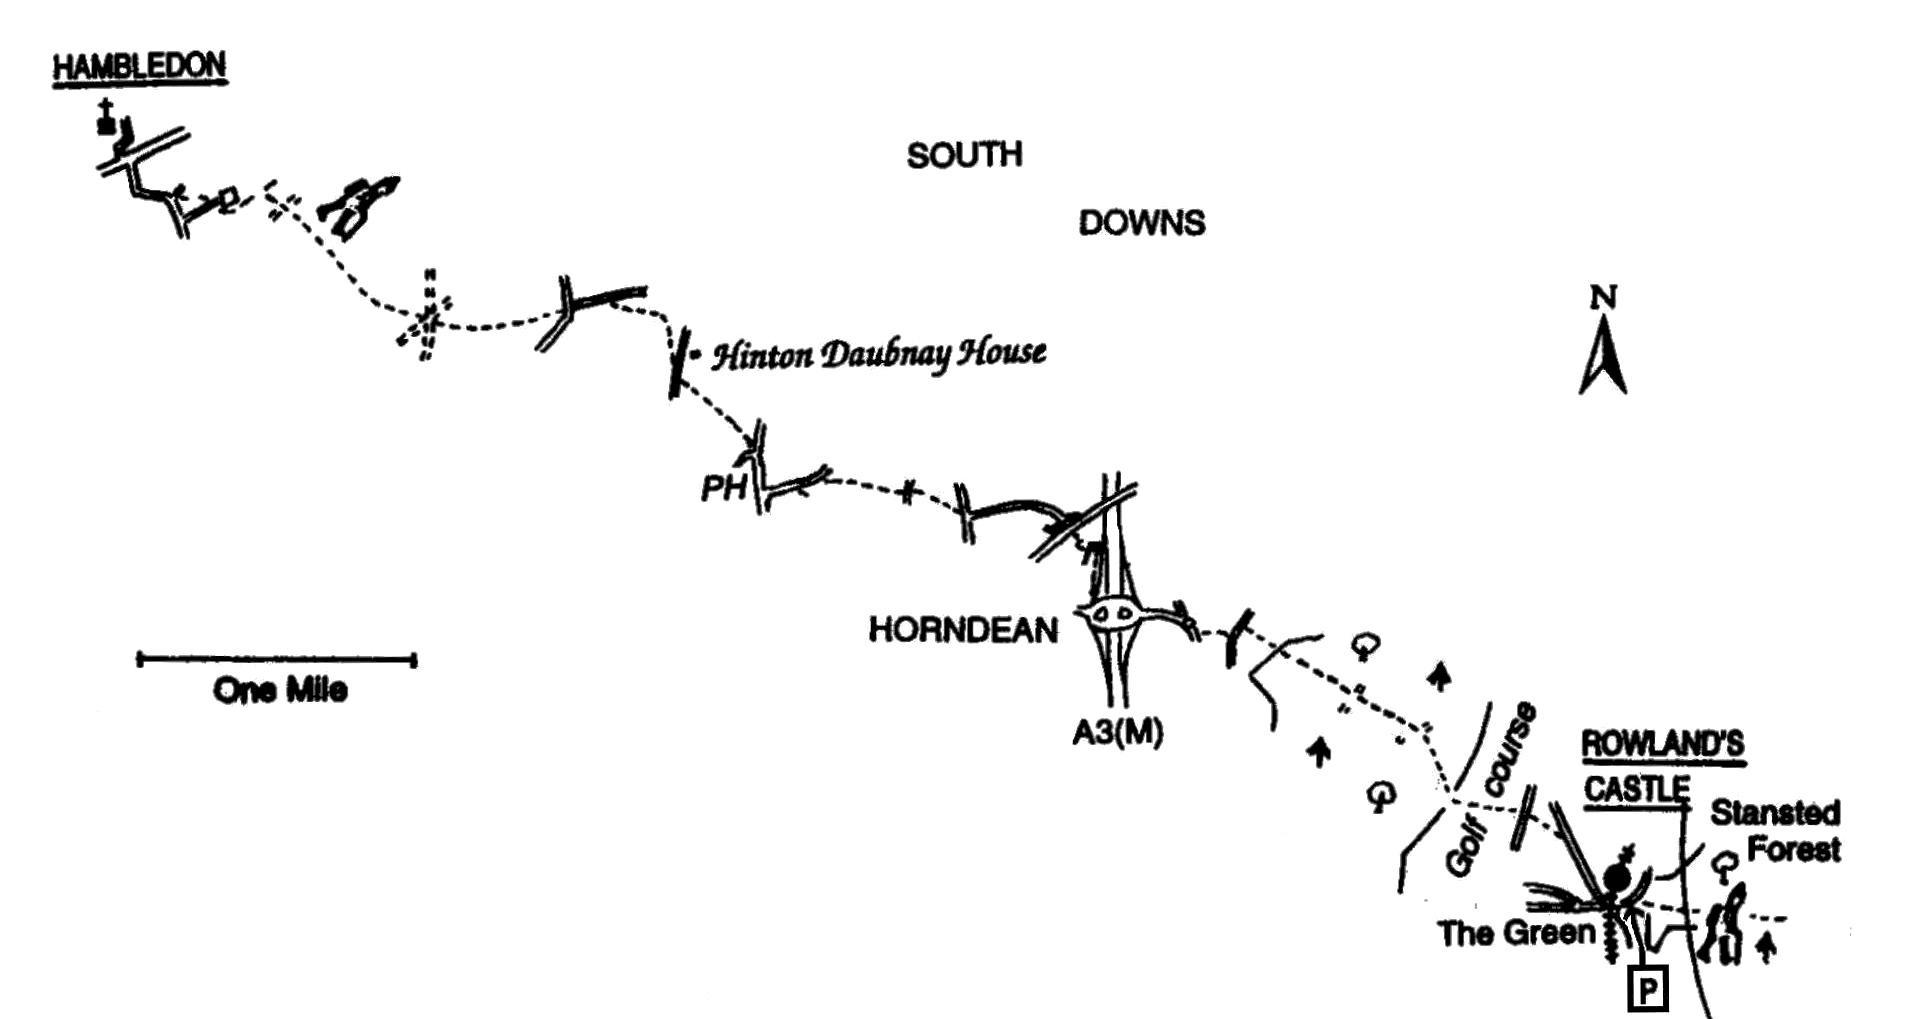 HAMBLEDON
SOUTH
DOWNS
N
Hinton Daubnay House
PH
HORNDEAN
One Mile
A3(M)
Golf course
ROWLAND'S
CASTLE
Stansted
Forest
The Green
P